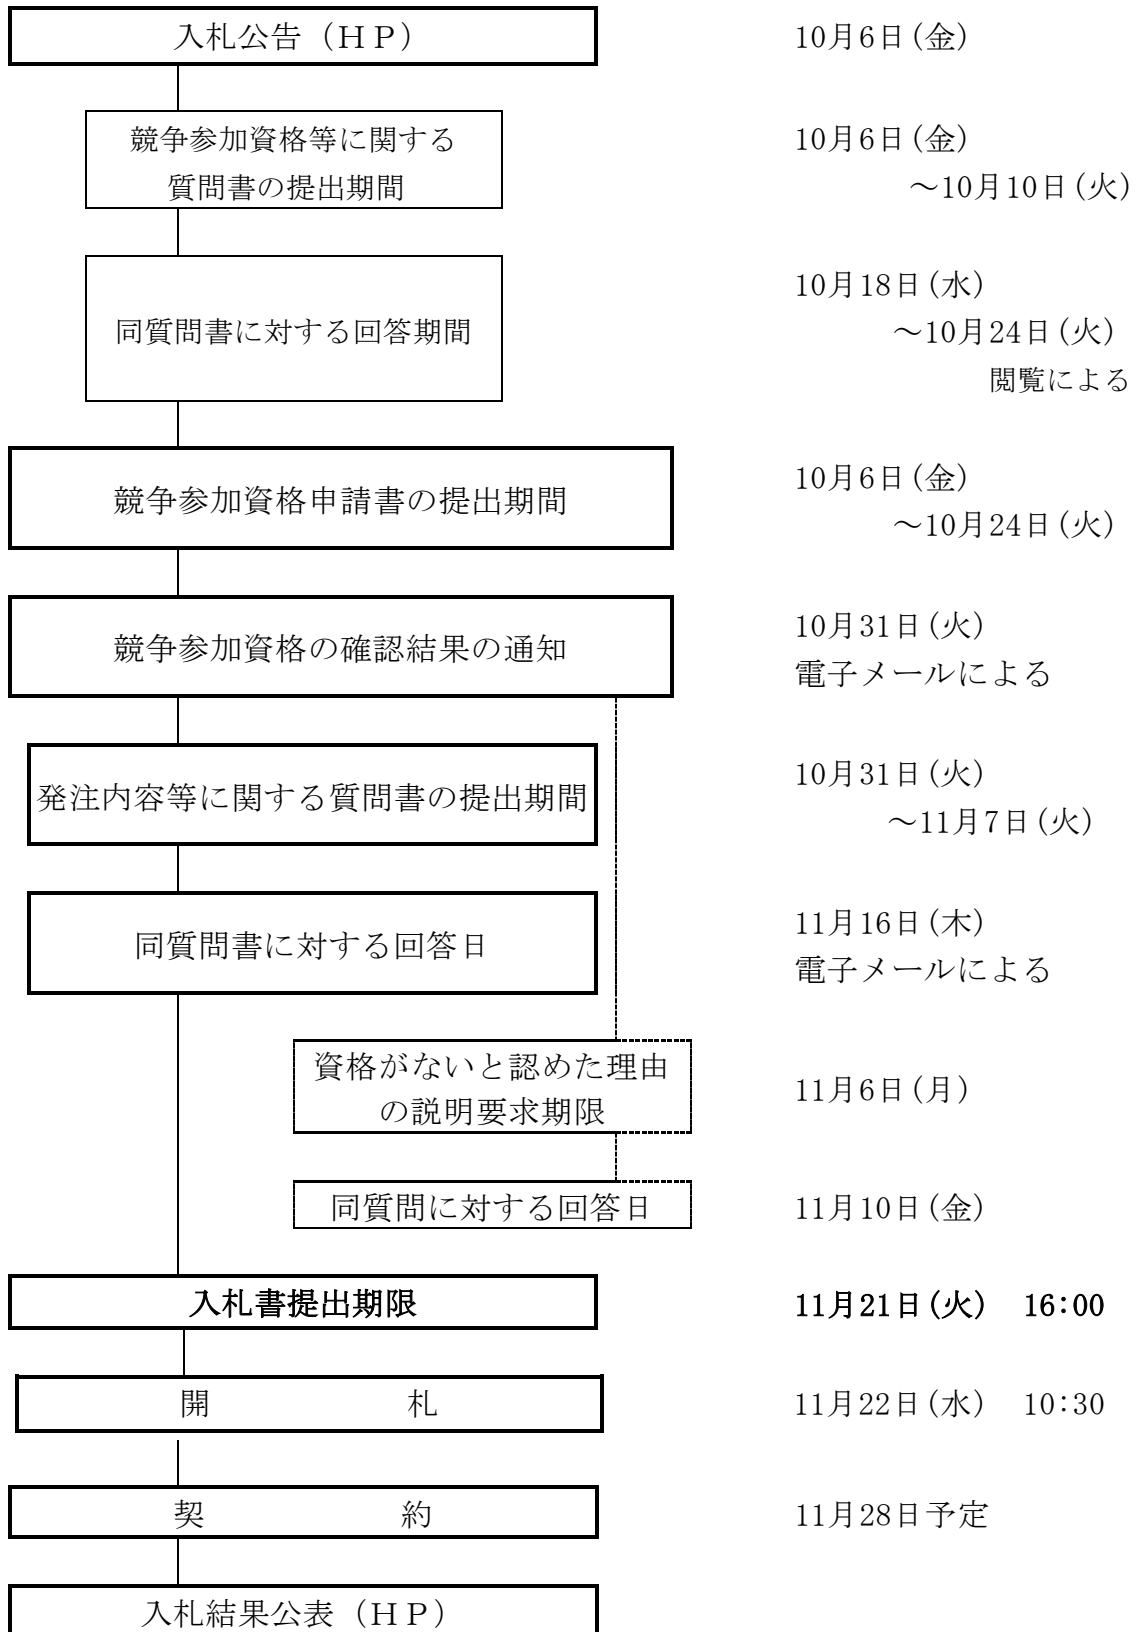 入札公告（ＨＰ）
10月6日(金)
競争参加資格等に関する
質問書の提出期間
10月6日(金)
～10月10日(火)
同質問書に対する回答期間
10月18日(水)
～10月24日(火)
閲覧による
競争参加資格申請書の提出期間
10月6日(金)
～10月24日(火)
競争参加資格の確認結果の通知
10月31日(火)
電子メールによる
発注内容等に関する質問書の提出期間
10月31日(火)
～11月7日(火)
同質問書に対する回答日
11月16日(木)
電子メールによる
資格がないと認めた理由
の説明要求期限
11月6日(月)
同質問に対する回答日
11月10日(金)
入札書提出期限
11月21日(火)　16:00
開　　　　　　札
11月22日(水)　10:30
契　　　　　　約
11月28日予定
入札結果公表（ＨＰ）